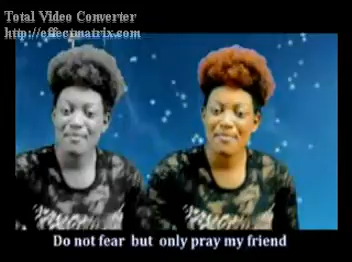 Total Video Converter
http://effectmatrix.com
Do not fear but only pray my friend